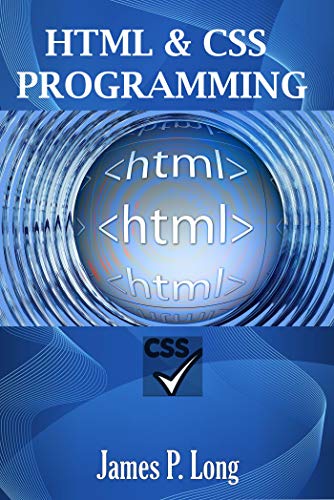 HTML & CSS
PROGRAMMING
<html>
<html>
<html>
CSS
James P. Long